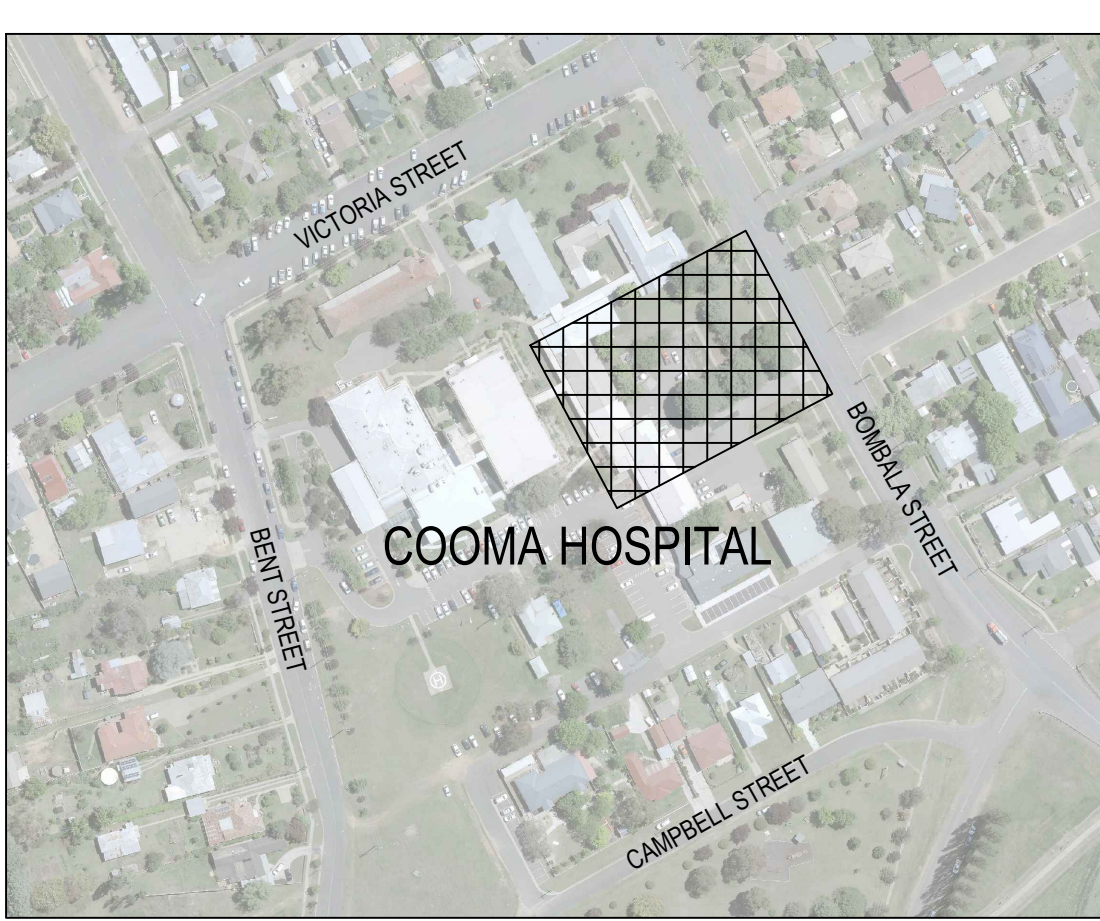 VICTORIA STREET
BOMBALA STREET
COOMA HOSPITAL
BENT STREET
CAMPBELL STREET
H